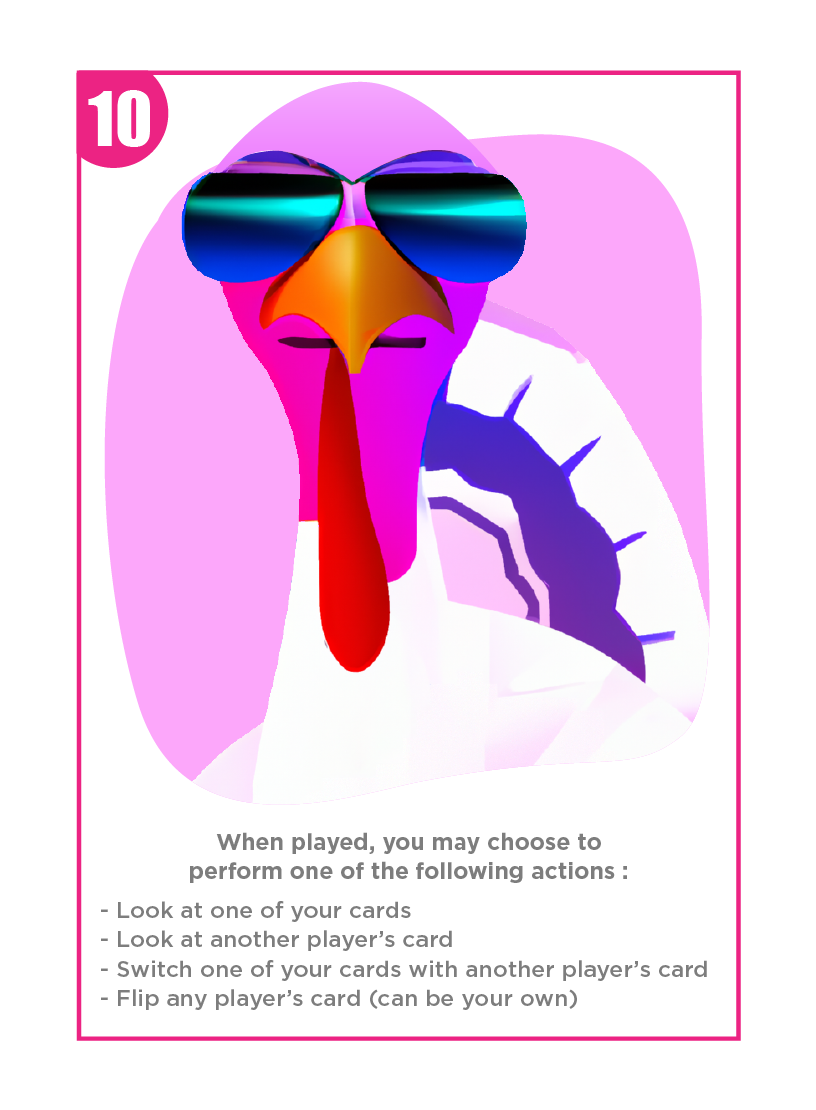 10
When played, you may choose to
perform one of the following actions :
- Look at one of your cards
- Look at another player’s card
- Switch one of your cards with another player’s card
- Flip any player’s card (can be your own)